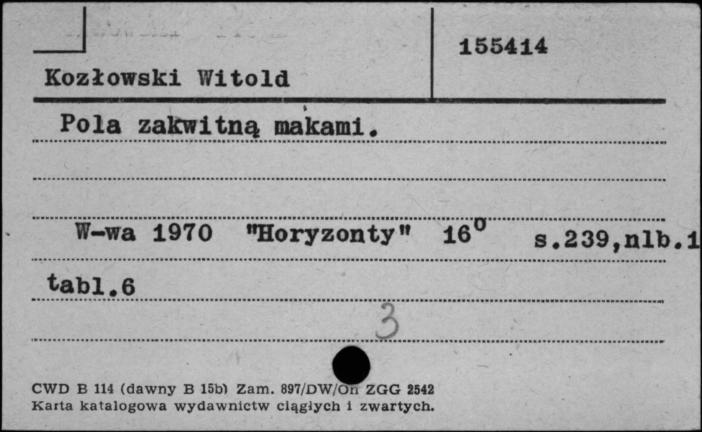 155414
Kozłowski Witold
Pola zakwitną makami.
W-wa 1970 "Horyzonty" 16⁰ s.239,nlb.1
tabl.6
3
CWD B 114 (dawny B 15b) Zam. 897/DW/On ZGG 2542
Karta katalogowa wydawnictw ciągłych i zwartych.